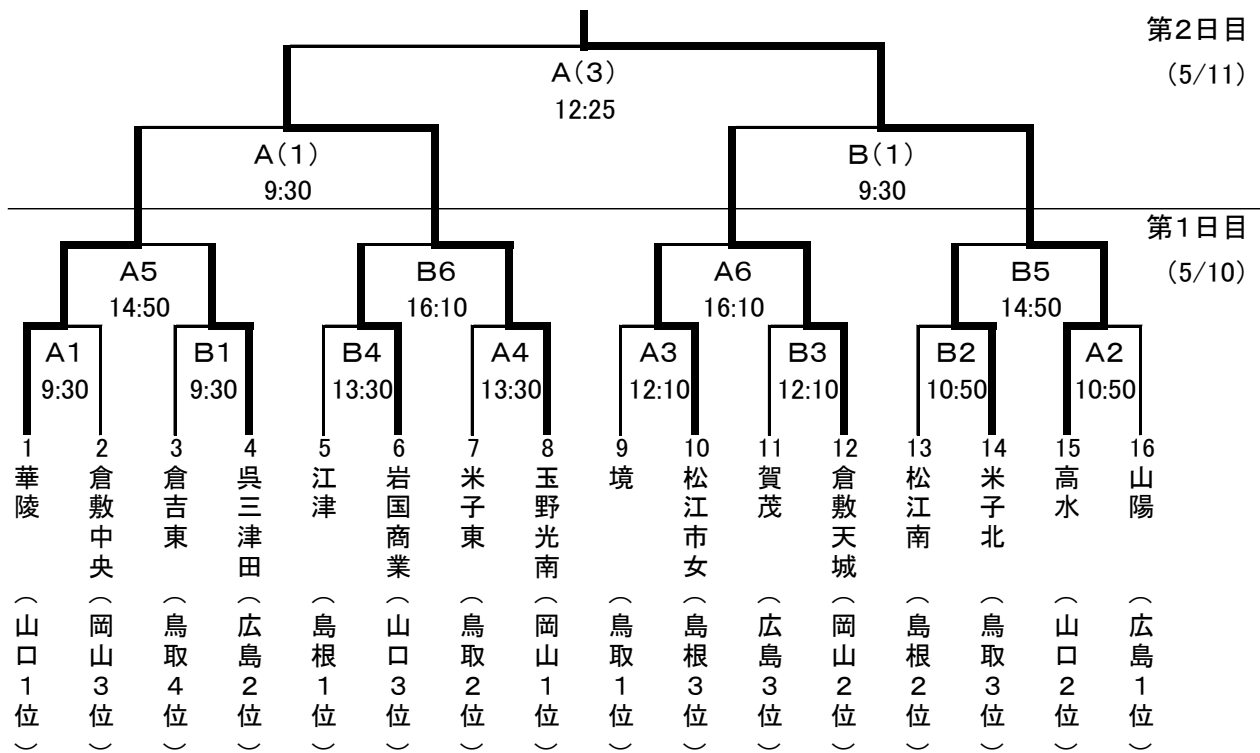 第2日目
(5/11)
A(3)
12:25
A(1)
9:30
B(1)
9:30
第1日目
(5/10)
A5
14:50
B6
16:10
A6
16:10
B5
14:50
A1
9:30
B1
9:30
B4
13:30
A4
13:30
A3
12:10
B3
12:10
B2
10:50
A2
10:50
1 華陵 (山口1位)
2 倉敷中央 (岡山3位)
3 倉吉東 (鳥取4位)
4 呉三津田 (広島2位)
5 江津 (島根1位)
6 岩国商業 (山口3位)
7 米子東 (鳥取2位)
8 玉野光南 (岡山1位)
9 境 (鳥取1位)
10 松江市女 (島根3位)
11 賀茂 (広島3位)
12 倉敷天城 (岡山2位)
13 松江南 (島根2位)
14 米子北 (鳥取3位)
15 高水 (山口2位)
16 山陽 (広島1位)